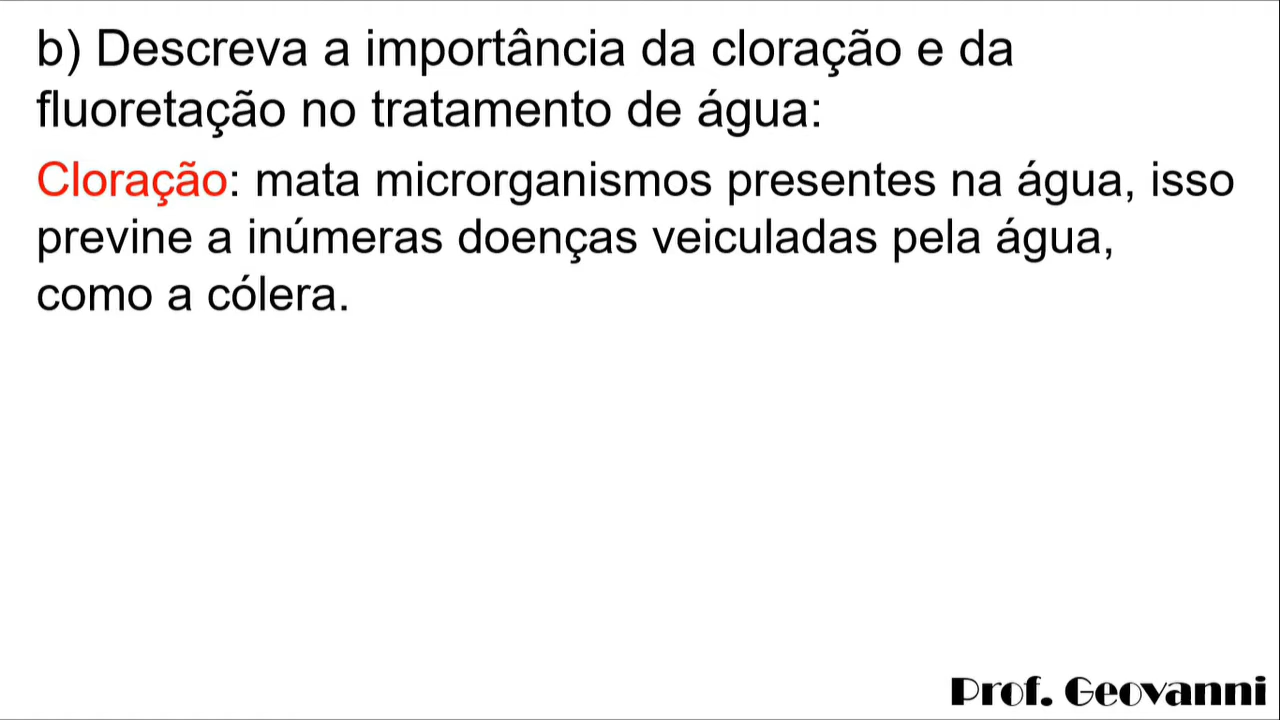 b) Descreva a importância da cloração e da
fluoretação no tratamento de água:
Cloração: mata microrganismos presentes na água, isso
previne a inúmeras doenças veiculadas pela água,
como a cólera.
Prof. Geovanni